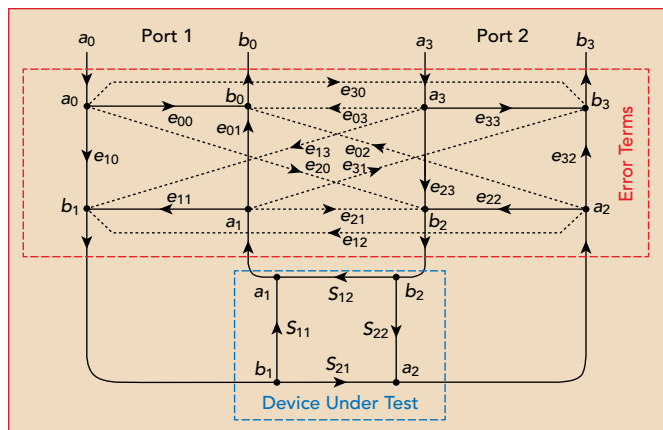 a0 Port 1 b0 a3 Port 2 b3
e30
a0 b0 a3 b3
e00 e03 e33
e01
e13 e02
e10 e20 e31 e32
e23
e11 e21 e22
b1 a1 b2 a2
e12
Error Terms
a1 S12 b2
S11 S22
b1 S21 a2
Device Under Test